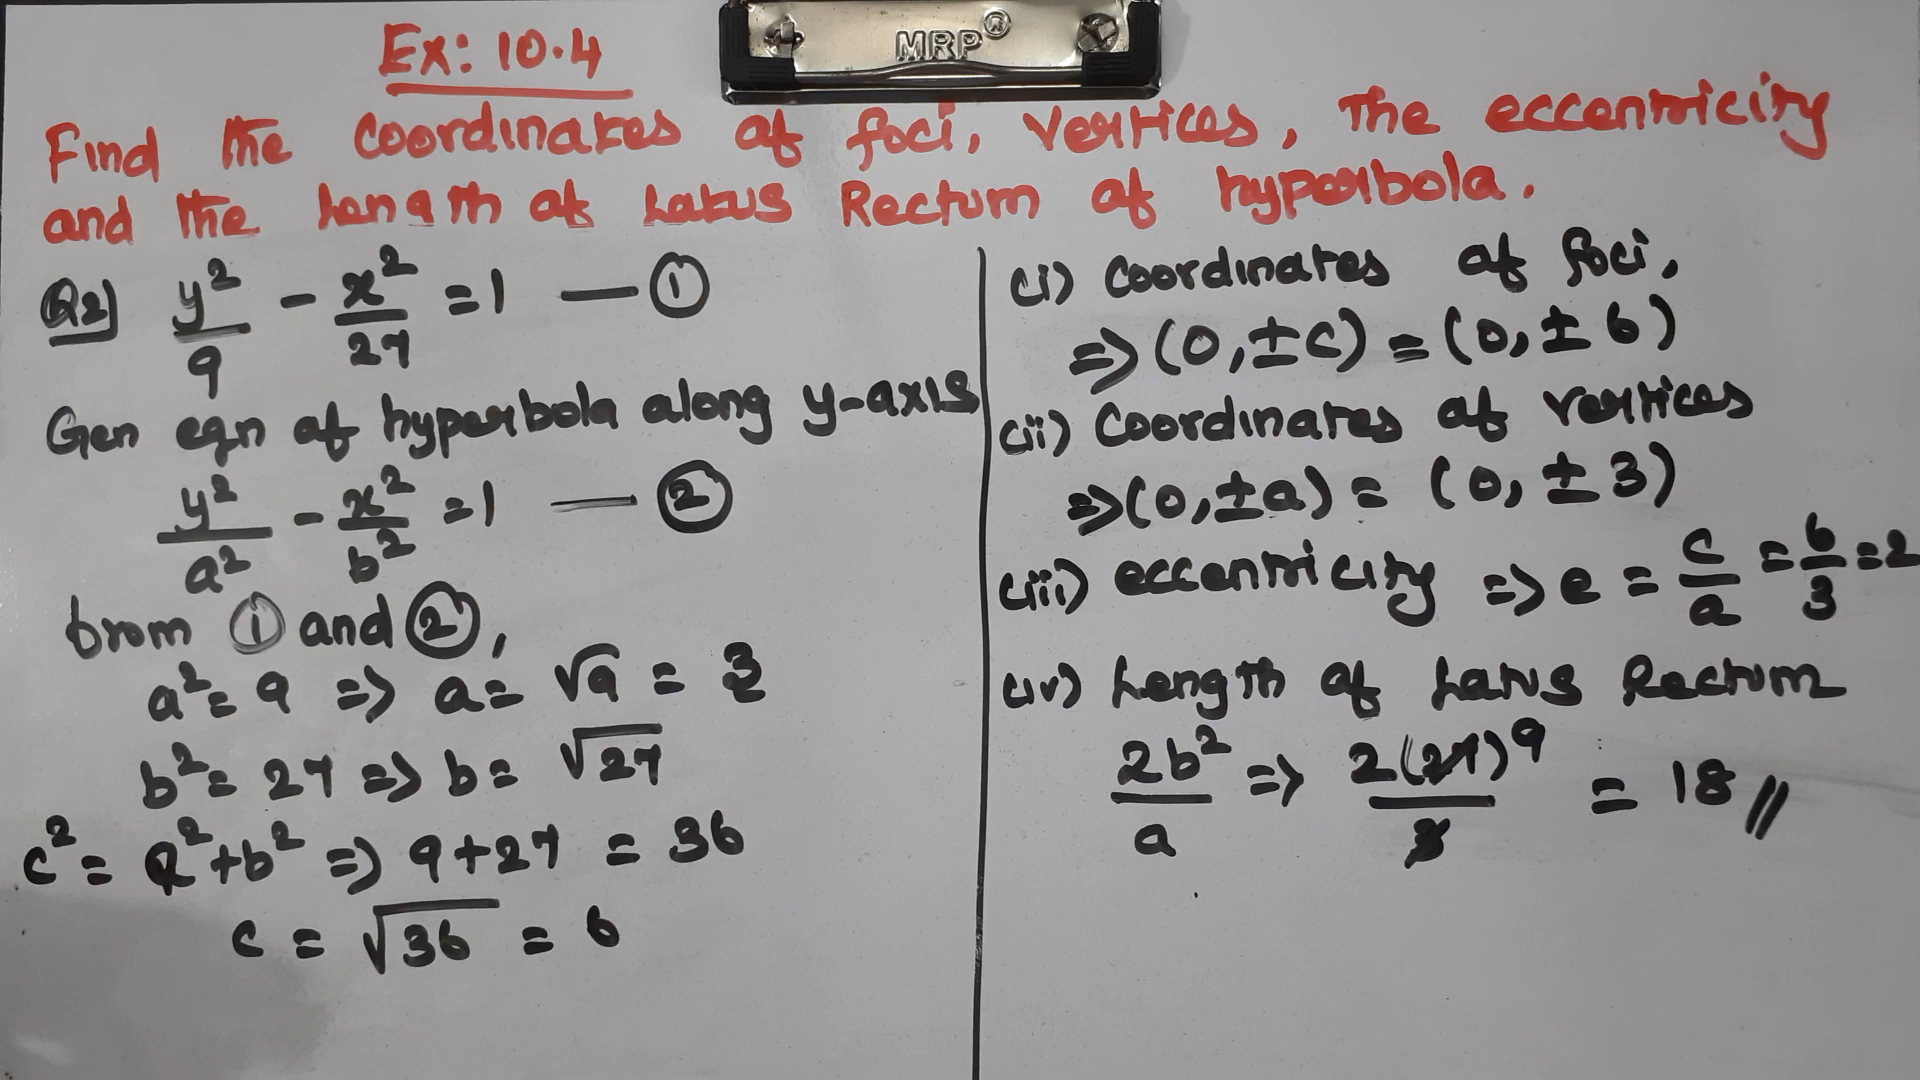 MRP®
Ex: 10.4
Find the coordinates of foci, vertices, The eccentricity
and the length of Latus Rectum of hyperbola.
Q2) y²/9 - x²/27 = 1 — ①
Gen eqn of hyperbola along y-axis
y²/a² - x²/b² = 1 — ②
from ① and ②,
a² = 9 => a = √9 = 3
b² = 27 => b = √27
c² = a² + b² => 9+27 = 36
c = √36 = 6
(i) Coordinates of foci,
=> (0, ±c) = (0, ±6)
(ii) Coordinates of vertices
=> (0, ±a) = (0, ±3)
(iii) eccentricity => e = c/a = 6/3 = 2
(iv) Length of Latus Rectum
2b²/a => 2(27)9/3 = 18//